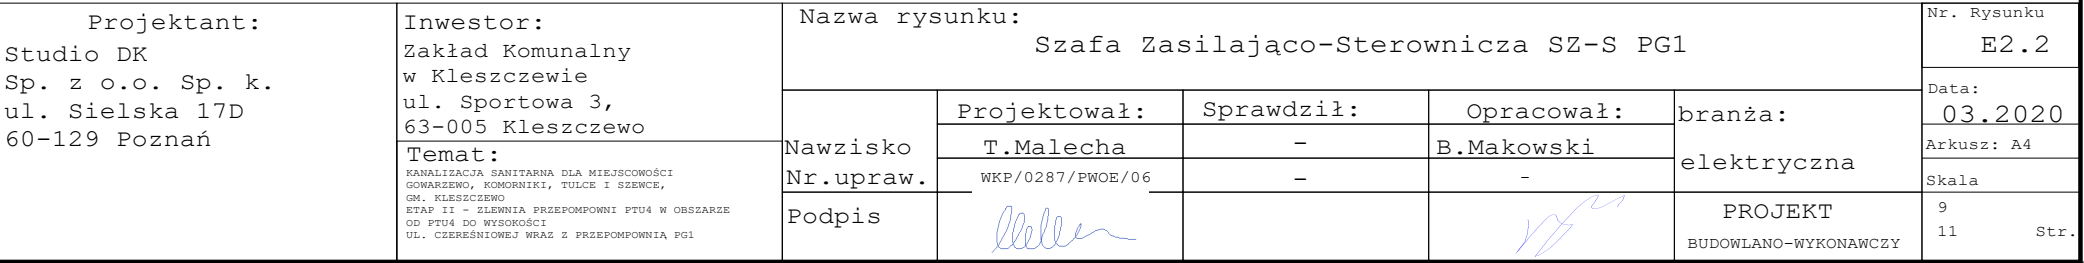 Projektant:
Studio DK
Sp. z o.o. Sp. k.
ul. Sielska 17D
60-129 Poznań
Inwestor:
Zakład Komunalny
w Kleszczewie
ul. Sportowa 3,
63-005 Kleszczewo
Temat:
KANALIZACJA SANITARNA DLA MIEJSCOWOŚCI
GOWARZEWO, KOMORNIKI, TULCE I SZEWCE,
GM. KLESZCZEWO
ETAP II - ZLEWNIA PRZEPOMPOWNI PTU4 W OBSZARZE
OD PTU4 DO WYSOKOŚCI
UL. CZEREŚNIOWEJ WRAZ Z PRZEPOMPOWNIĄ PG1
Nazwa rysunku:
Szafa Zasilająco-Sterownicza SZ-S PG1
Projektował: Sprawdził: Opracował:
Nawzisko T.Malecha - B.Makowski
Nr.upraw. WKP/0287/PWOE/06 - -
Podpis
branża:
elektryczna
PROJEKT
BUDOWLANO-WYKONAWCZY
Nr. Rysunku
E2.2
Data:
03.2020
Arkusz: A4
Skala
9
11 Str.